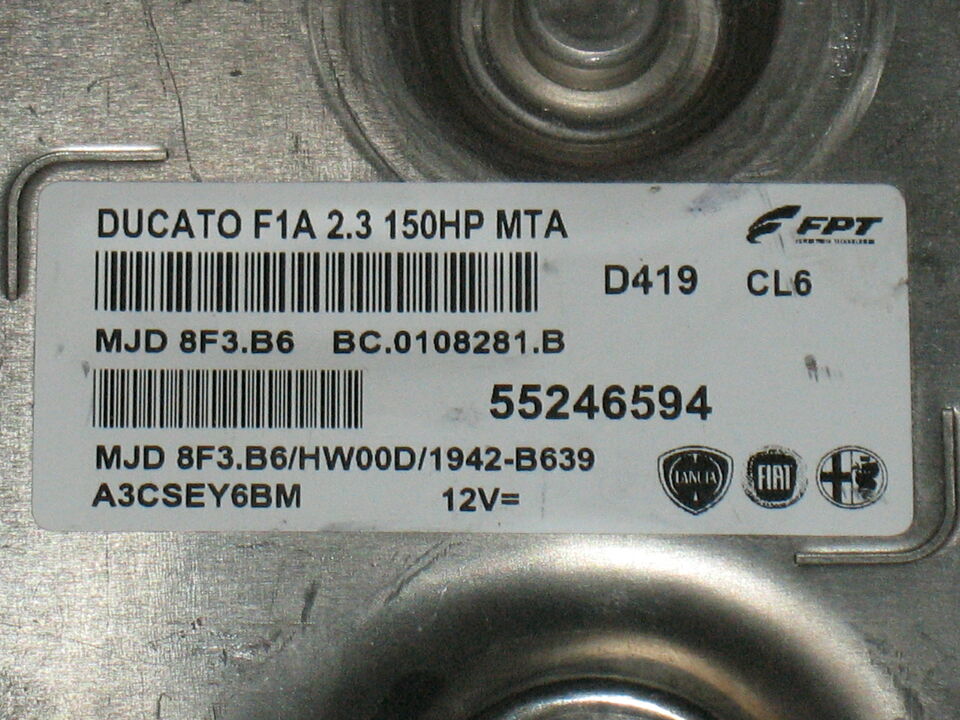 DUCATO F1A 2.3 150HP MTA
FPT
D419 CL6
MJD 8F3.B6 BC.0108281.B
55246594
MJD 8F3.B6/HW00D/1942-B639
A3CSEY6BM 12V=
LANCIA FIAT